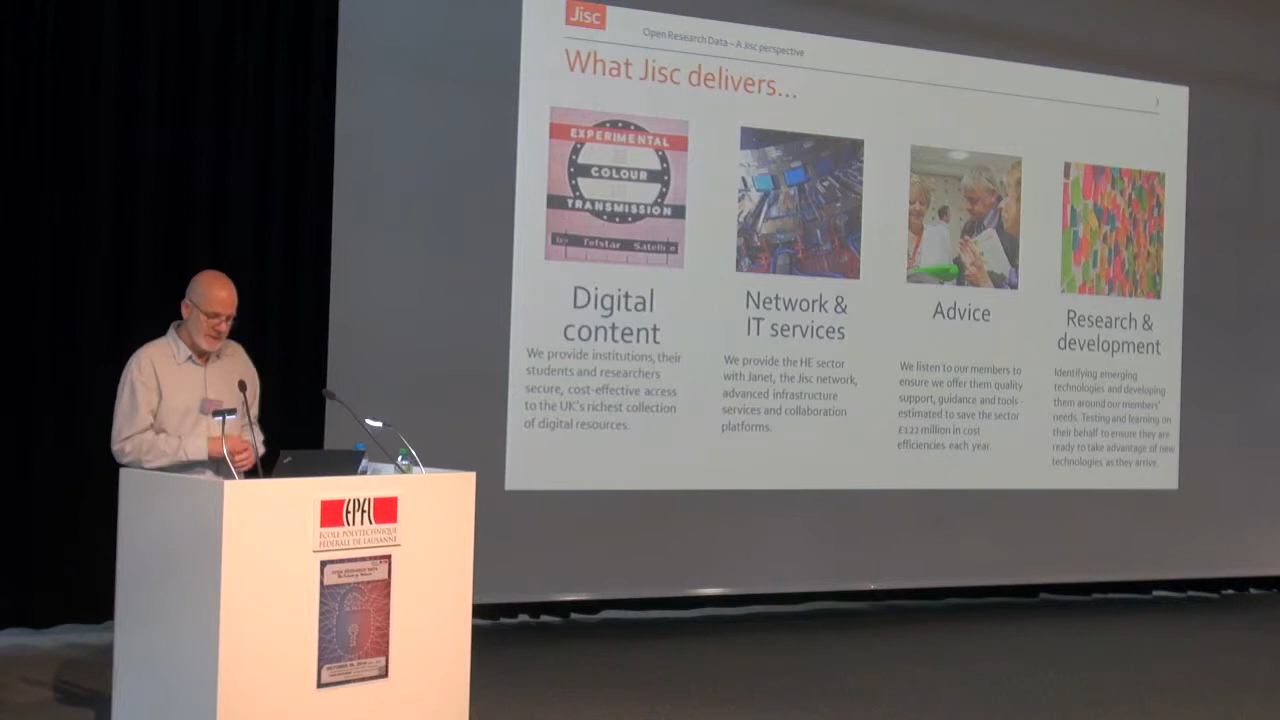 Jisc
Open Research Data – A Jisc perspective
3
What Jisc delivers...
EXPERIMENTAL
COLOUR
TRANSMISSION
by Telstar Satellite
Digital
content
We provide institutions, their
students and researchers
secure, cost-effective access
to the UK's richest collection
of digital resources.
Network &
IT services
We provide the HE sector
with Janet, the Jisc network,
advanced infrastructure
services and collaboration
platforms.
Advice
We listen to our members to
ensure we offer them quality
support, guidance and tools -
estimated to save the sector
£122 million in cost
efficiencies each year.
Research &
development
Identifying emerging
technologies and developing
them around our members'
needs. Testing and learning on
their behalf to ensure they are
ready to take advantage of new
technologies as they arrive.
EPFL
ÉCOLE POLYTECHNIQUE
FÉDÉRALE DE LAUSANNE
OPEN RESEARCH DATA